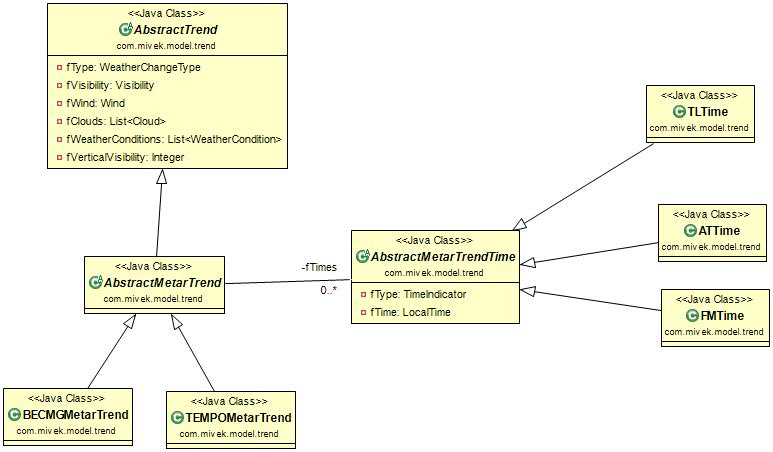 <<Java Class>>
AbstractTrend
com.mivek.model.trend
fType: WeatherChangeType
fVisibility: Visibility
fWind: Wind
fClouds: List<Cloud>
fWeatherConditions: List<WeatherCondition>
fVerticalVisibility: Integer
<<Java Class>>
TLTime
com.mivek.model.trend
<<Java Class>>
ATTime
com.mivek.model.trend
<<Java Class>>
AbstractMetarTrendTime
com.mivek.model.trend
fType: TimeIndicator
fTime: LocalTime
<<Java Class>>
AbstractMetarTrend
com.mivek.model.trend
-fTimes
0..*
<<Java Class>>
FMTime
com.mivek.model.trend
<<Java Class>>
BECMGMetarTrend
com.mivek.model.trend
<<Java Class>>
TEMPOMetarTrend
com.mivek.model.trend